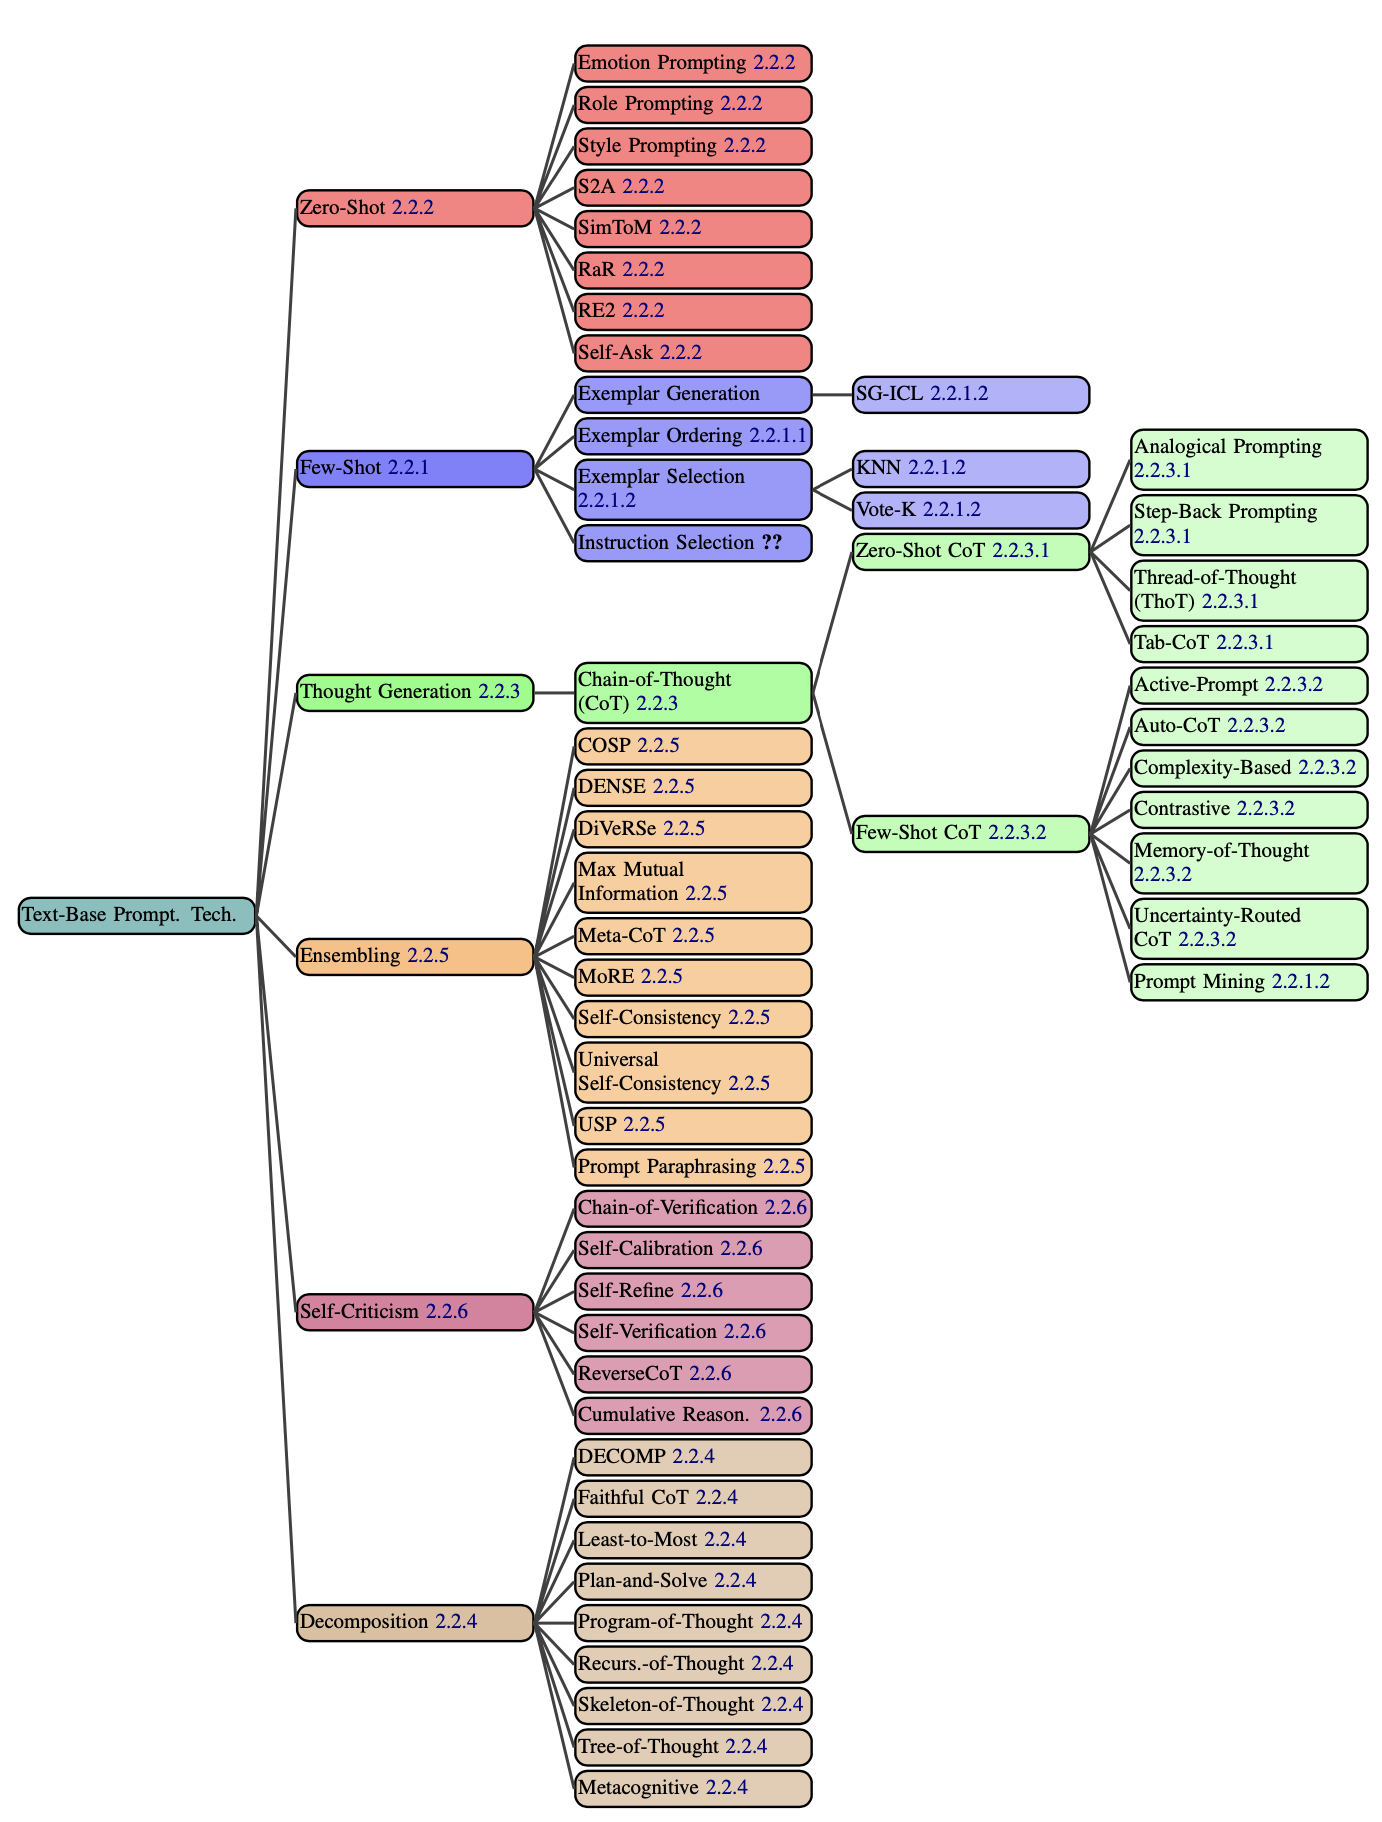 Text-Base Prompt. Tech.
Zero-Shot 2.2.2
Emotion Prompting 2.2.2
Role Prompting 2.2.2
Style Prompting 2.2.2
S2A 2.2.2
SimToM 2.2.2
RaR 2.2.2
RE2 2.2.2
Self-Ask 2.2.2
Few-Shot 2.2.1
Exemplar Generation
SG-ICL 2.2.1.2
Exemplar Ordering 2.2.1.1
Exemplar Selection
2.2.1.2
KNN 2.2.1.2
Vote-K 2.2.1.2
Instruction Selection ??
Thought Generation 2.2.3
Chain-of-Thought
(CoT) 2.2.3
Zero-Shot CoT 2.2.3.1
Analogical Prompting
2.2.3.1
Step-Back Prompting
2.2.3.1
Thread-of-Thought
(ThoT) 2.2.3.1
Tab-CoT 2.2.3.1
Few-Shot CoT 2.2.3.2
Active-Prompt 2.2.3.2
Auto-CoT 2.2.3.2
Complexity-Based 2.2.3.2
Contrastive 2.2.3.2
Memory-of-Thought
2.2.3.2
Uncertainty-Routed
CoT 2.2.3.2
Prompt Mining 2.2.1.2
Ensembling 2.2.5
COSP 2.2.5
DENSE 2.2.5
DiVeRSe 2.2.5
Max Mutual
Information 2.2.5
Meta-CoT 2.2.5
MoRE 2.2.5
Self-Consistency 2.2.5
Universal
Self-Consistency 2.2.5
USP 2.2.5
Prompt Paraphrasing 2.2.5
Self-Criticism 2.2.6
Chain-of-Verification 2.2.6
Self-Calibration 2.2.6
Self-Refine 2.2.6
Self-Verification 2.2.6
ReverseCoT 2.2.6
Cumulative Reason. 2.2.6
Decomposition 2.2.4
DECOMP 2.2.4
Faithful CoT 2.2.4
Least-to-Most 2.2.4
Plan-and-Solve 2.2.4
Program-of-Thought 2.2.4
Recurs.-of-Thought 2.2.4
Skeleton-of-Thought 2.2.4
Tree-of-Thought 2.2.4
Metacognitive 2.2.4